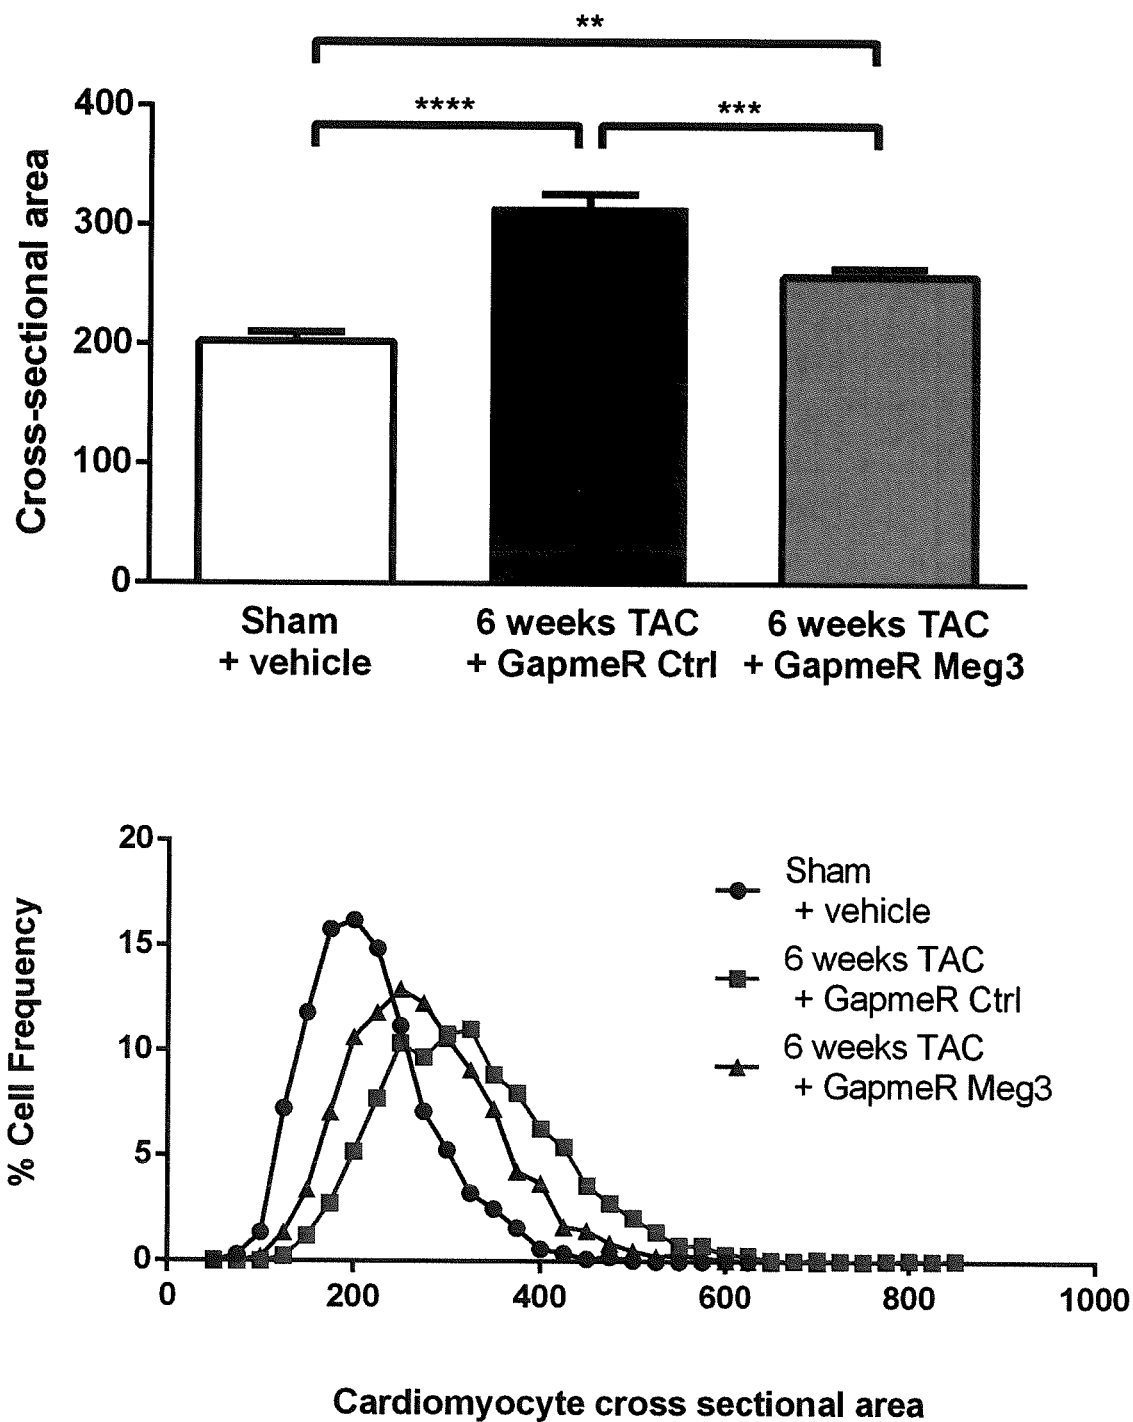 **
****
***
400
300
200
100
0
Cross-sectional area
Sham
+ vehicle
6 weeks TAC
+ GapmeR Ctrl
6 weeks TAC
+ GapmeR Meg3
20
15
10
5
0
% Cell Frequency
Sham
+ vehicle
6 weeks TAC
+ GapmeR Ctrl
6 weeks TAC
+ GapmeR Meg3
0 200 400 600 800 1000
Cardiomyocyte cross sectional area